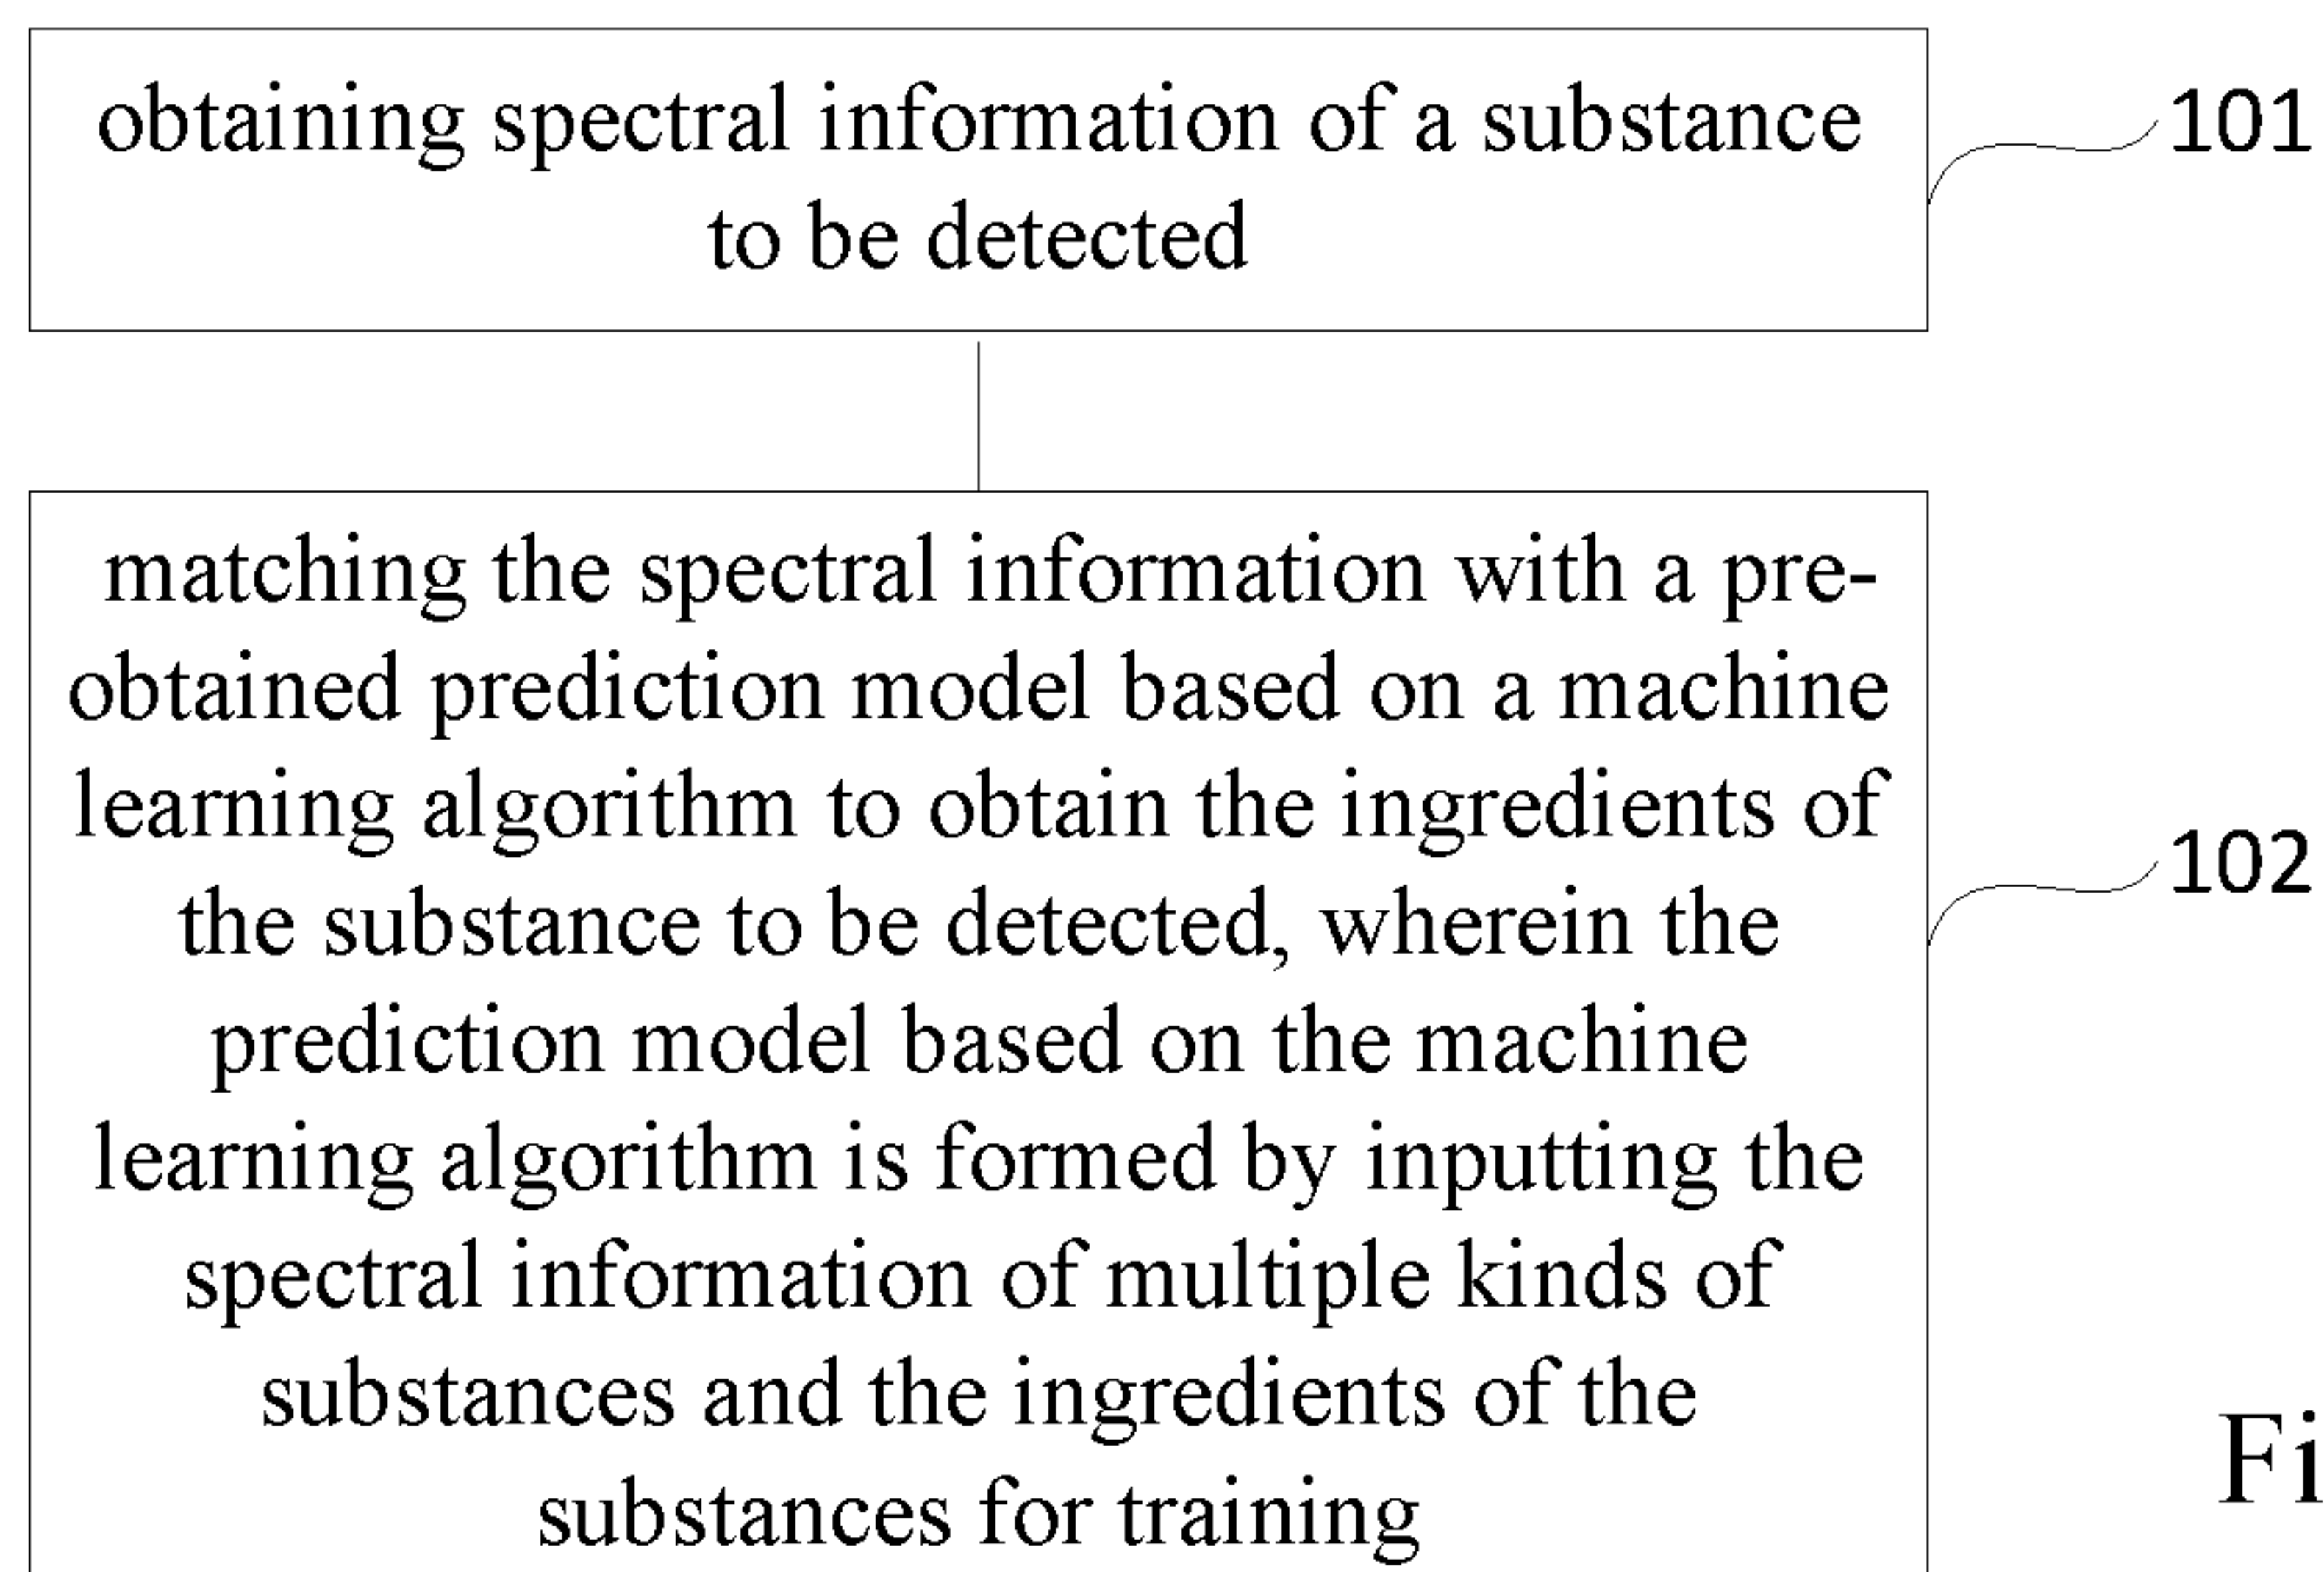 obtaining spectral information of a substance
to be detected
101
matching the spectral information with a pre-
obtained prediction model based on a machine
learning algorithm to obtain the ingredients of
the substance to be detected, wherein the
prediction model based on the machine
learning algorithm is formed by inputting the
spectral information of multiple kinds of
substances and the ingredients of the
substances for training
102
Fi